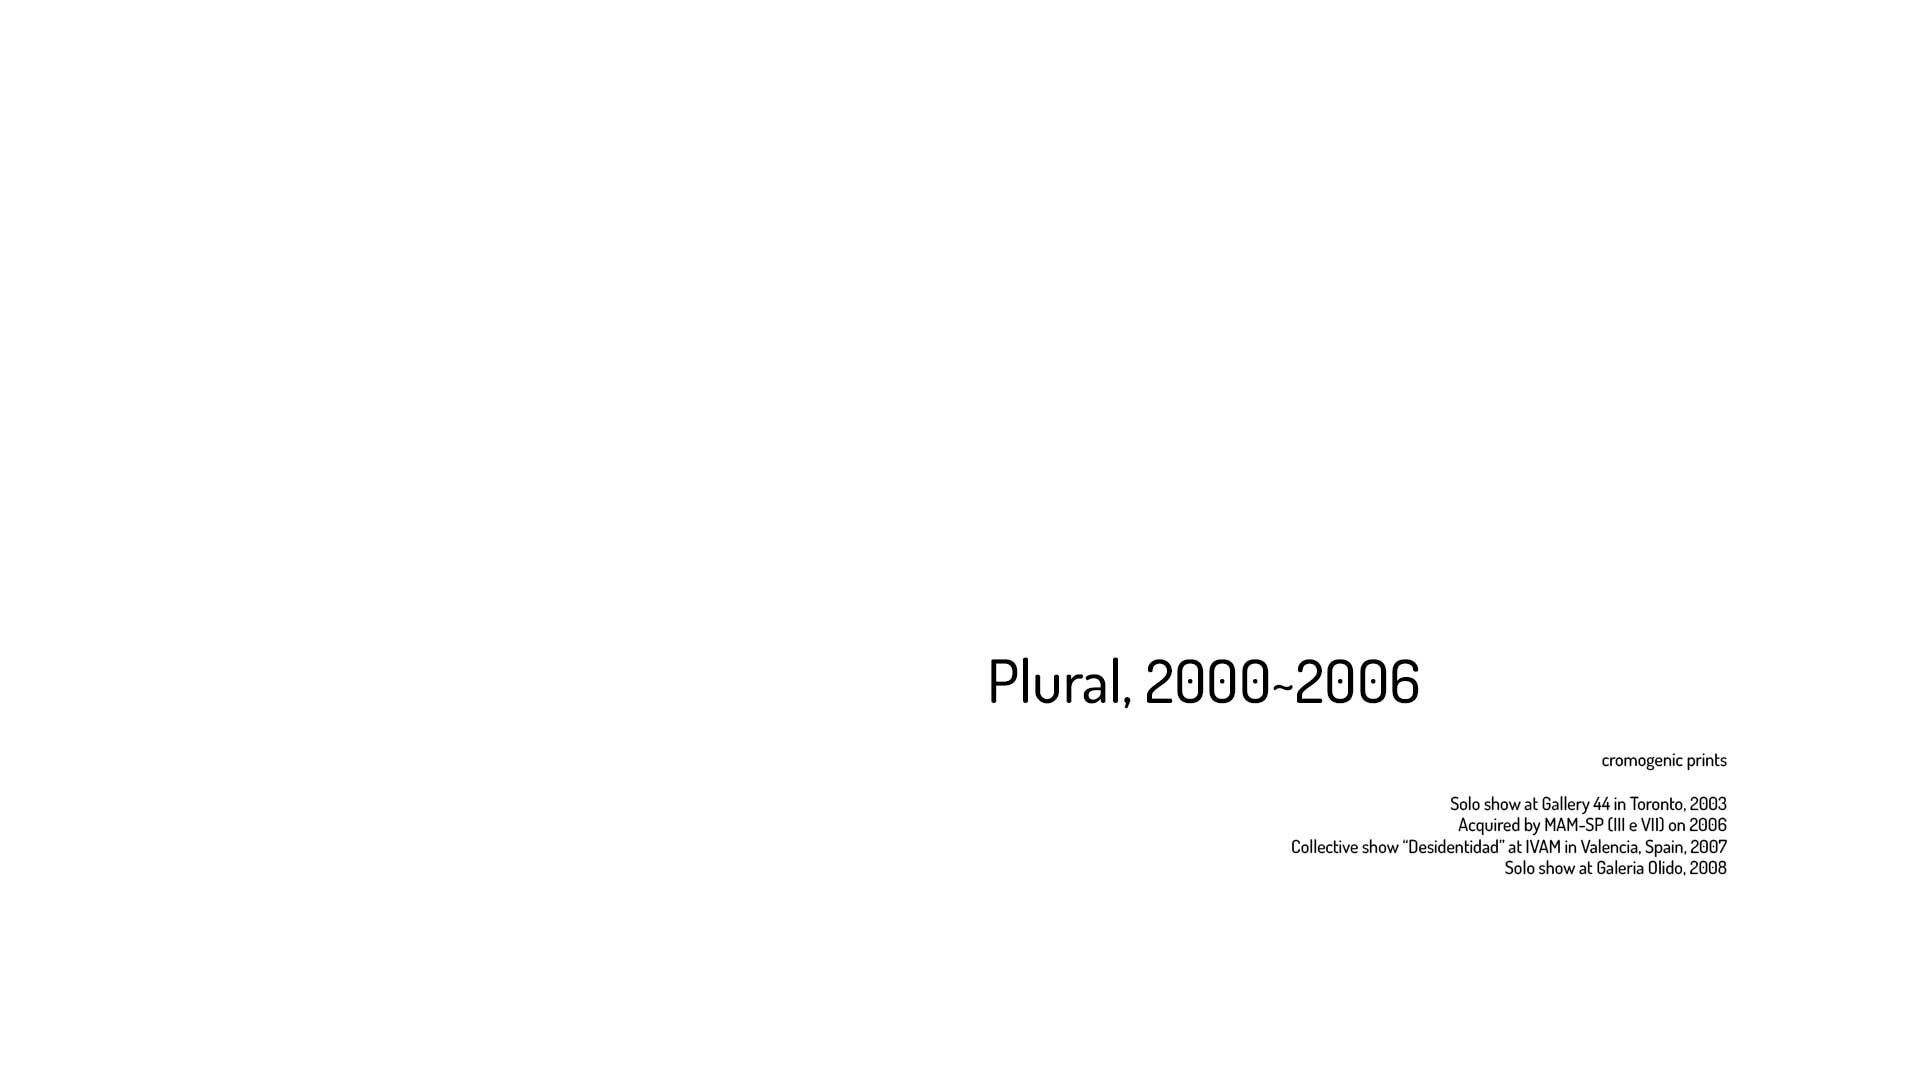 Plural, 2000~2006
cromogenic prints
Solo show at Gallery 44 in Toronto, 2003
Acquired by MAM-SP (III e VII) on 2006
Collective show “Desidentidad” at IVAM in Valencia, Spain, 2007
Solo show at Galeria Olido, 2008